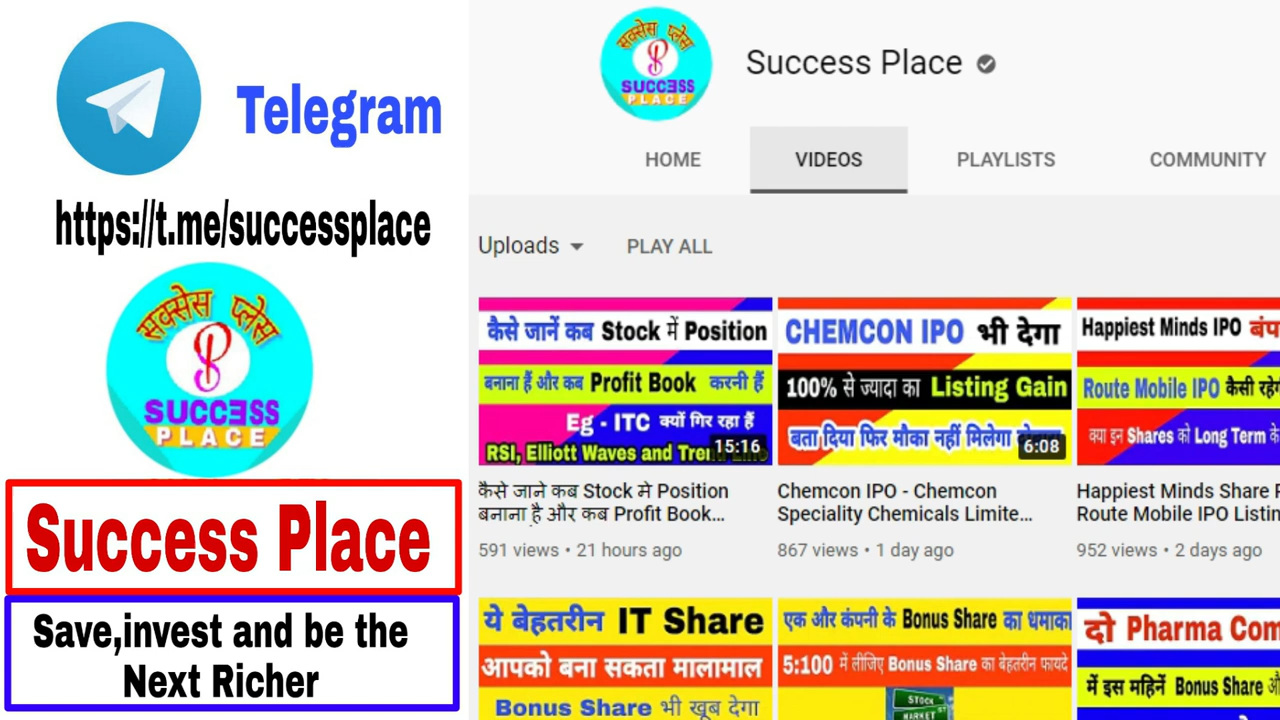 Telegram
https://t.me/successplace
सक्सेस प्लेस
SUCCESS
PLACE
Success Place
Save,invest and be the
Next Richer
सक्सेस प्लेस
SUCCESS
PLACE
Success Place
HOME
VIDEOS
PLAYLISTS
COMMUNITY
Uploads
PLAY ALL
कैसे जानें कब Stock में Position
बनाना हैं और कब Profit Book करनी हैं
Eg - ITC क्यों गिर रहा हैं
RSI, Elliott Waves and
15:16
कैसे जाने कब Stock मे Position
बनाना है और कब Profit Book...
591 views • 21 hours ago
CHEMCON IPO भी देगा
100% से ज्यादा का Listing Gain
बता दिया फिर मौका नहीं मिलेगा
6:08
Chemcon IPO - Chemcon
Speciality Chemicals Limite...
867 views • 1 day ago
Happiest Minds IPO
Route Mobile IPO कैसी
क्या इन Shares को Long Term
Happiest Minds Share
Route Mobile IPO
952 views • 2 days ago
ये बेहतरीन IT Share
आपको बना सकता मालामाल
Bonus Share भी खूब देगा
एक और कंपनी के Bonus Share का धमाका
5:100 में लीजिए Bonus Share का बेहतरीन फायदे
STOCK
MARKET
दो Pharma
में इस महिनें Bonus Share